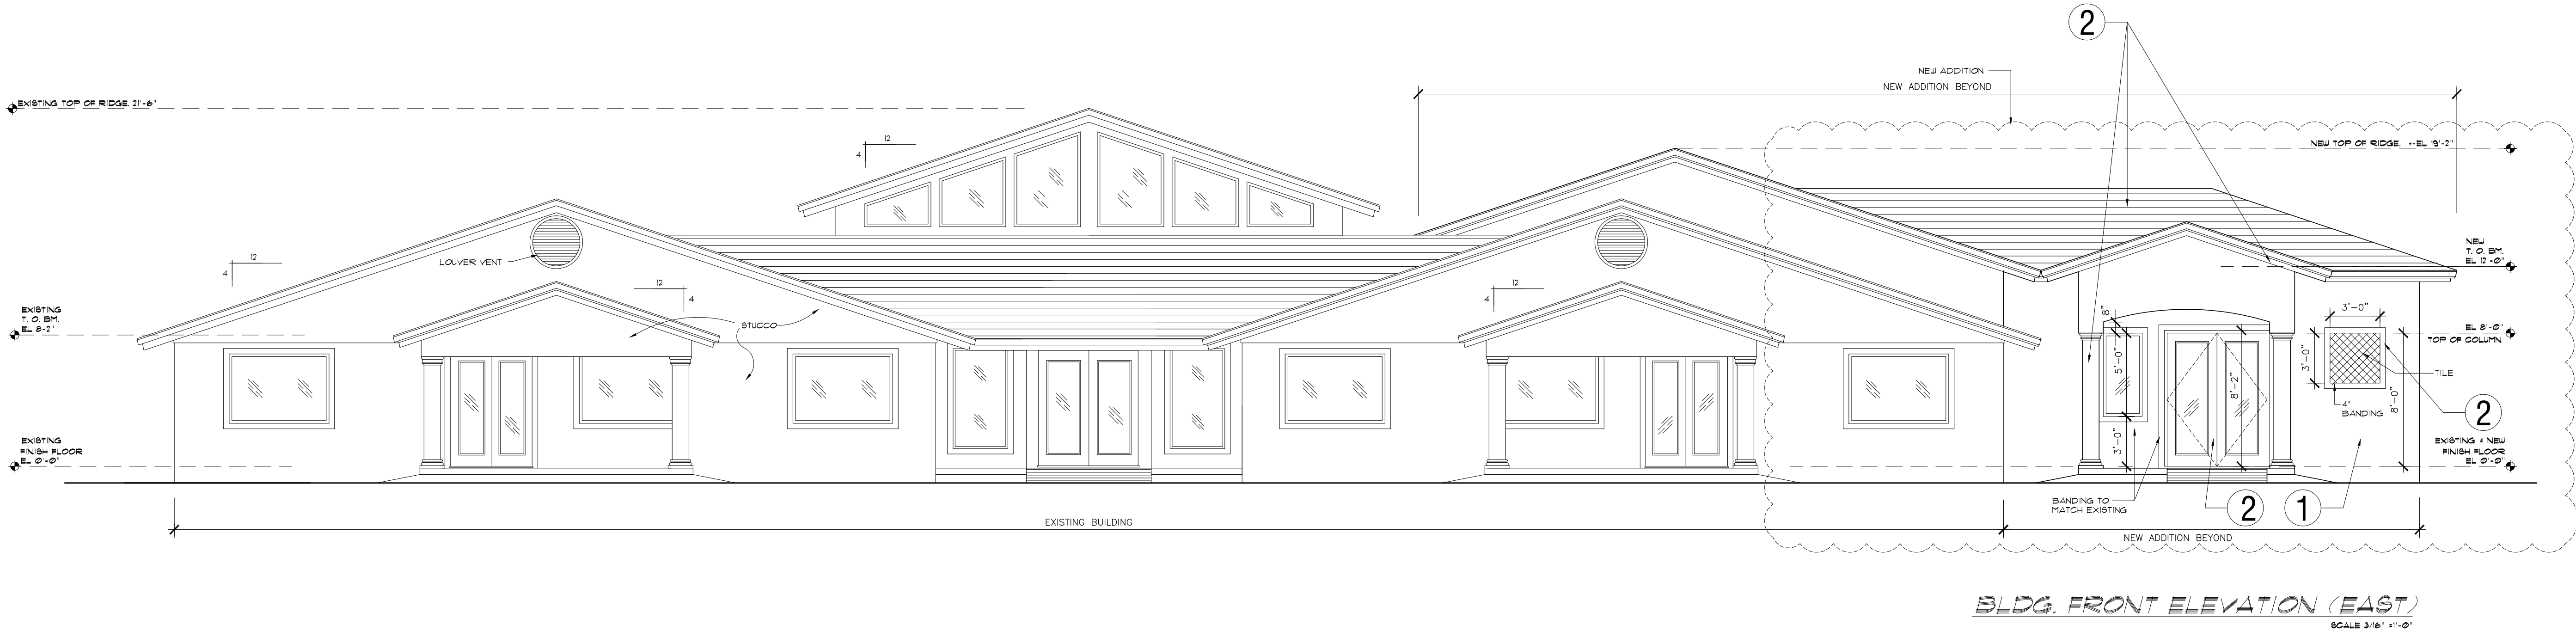 2
NEW ADDITION
NEW ADDITION BEYOND
EXISTING TOP OF RIDGE, 21'-6"
12
4
NEW TOP OF RIDGE, +-EL 19'-2"
LOUVER VENT
12
4
12
4
12
4
STUCCO
EXISTING
T. O. BM.
EL 8-2"
NEW
T. O. BM.
EL 12'-0"
8"
3'-0"
EL 8'-0"
TOP OF COLUMN
5'-0"
3'-0"
8'-2"
TILE
8'-0"
4"
BANDING
2
3'-0"
EXISTING
FINISH FLOOR
EL 0'-0"
EXISTING & NEW
FINISH FLOOR
EL 0'-0"
BANDING TO
MATCH EXISTING
2
1
EXISTING BUILDING
NEW ADDITION BEYOND
BLDG. FRONT ELEVATION (EAST)
SCALE 3/16" =1'-0"